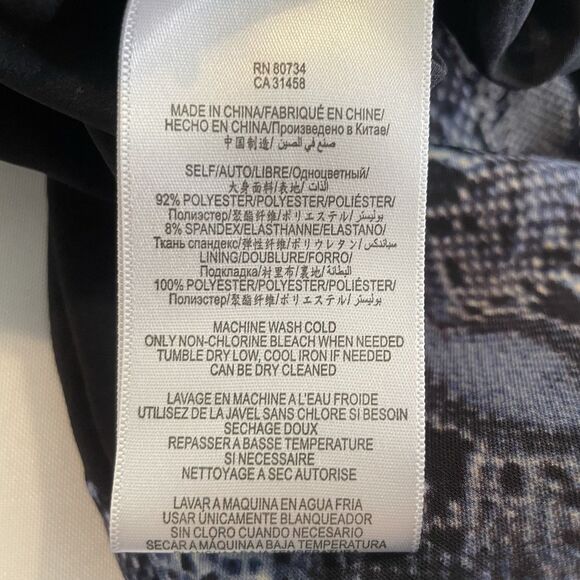 RN 80734
CA 31458
MADE IN CHINA/FABRIQUÉ EN CHINE/
HECHO EN CHINA/Произведено в Китае/
中国制造/ صنع في الصين/
SELF/AUTO/LIBRE/Одноцветный/
大身面料/表地/ الذات/
92% POLYESTER/POLYESTER/POLIÉSTER/
Полиэстер/聚酯纤维/ポリエステル/ بوليستر/
8% SPANDEX/ELASTHANNE/ELASTANO/
Ткань спандекс/弹性纤维/ポリウレタン/ سباندكس/
LINING/DOUBLURE/FORRO/
Подкладка/衬里布/裏地/ البطانة/
100% POLYESTER/POLYESTER/POLIÉSTER/
Полиэстер/聚酯纤维/ポリエステル/ بوليستر/
MACHINE WASH COLD
ONLY NON-CHLORINE BLEACH WHEN NEEDED
TUMBLE DRY LOW, COOL IRON IF NEEDED
CAN BE DRY CLEANED
LAVAGE EN MACHINE A L'EAU FROIDE
UTILISEZ DE LA JAVEL SANS CHLORE SI BESOIN
SECHAGE DOUX
REPASSER A BASSE TEMPERATURE
SI NECESSAIRE
NETTOYAGE A SEC AUTORISE
LAVAR A MAQUINA EN AGUA FRIA
USAR ÚNICAMENTE BLANQUEADOR
SIN CLORO CUANDO NECESARIO
SECAR A MÁQUINA A BAJA TEMPERATURA